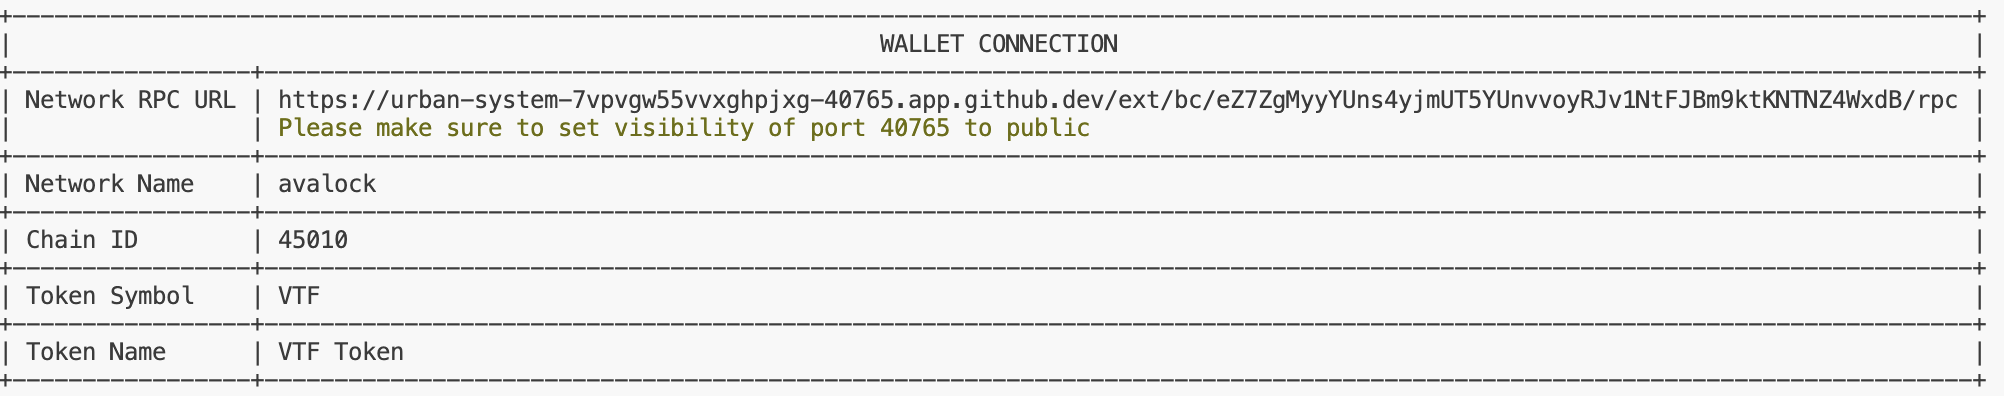 WALLET CONNECTION
Network RPC URL | https://urban-system-7vpvgw55vvxghpjxg-40765.app.github.dev/ext/bc/eZ7ZgMyyYUns4yjmUT5YUnvvoyRJv1NtFJBm9ktKNTNZ4WxdB/rpc
Please make sure to set visibility of port 40765 to public
Network Name | avalock
Chain ID | 45010
Token Symbol | VTF
Token Name | VTF Token